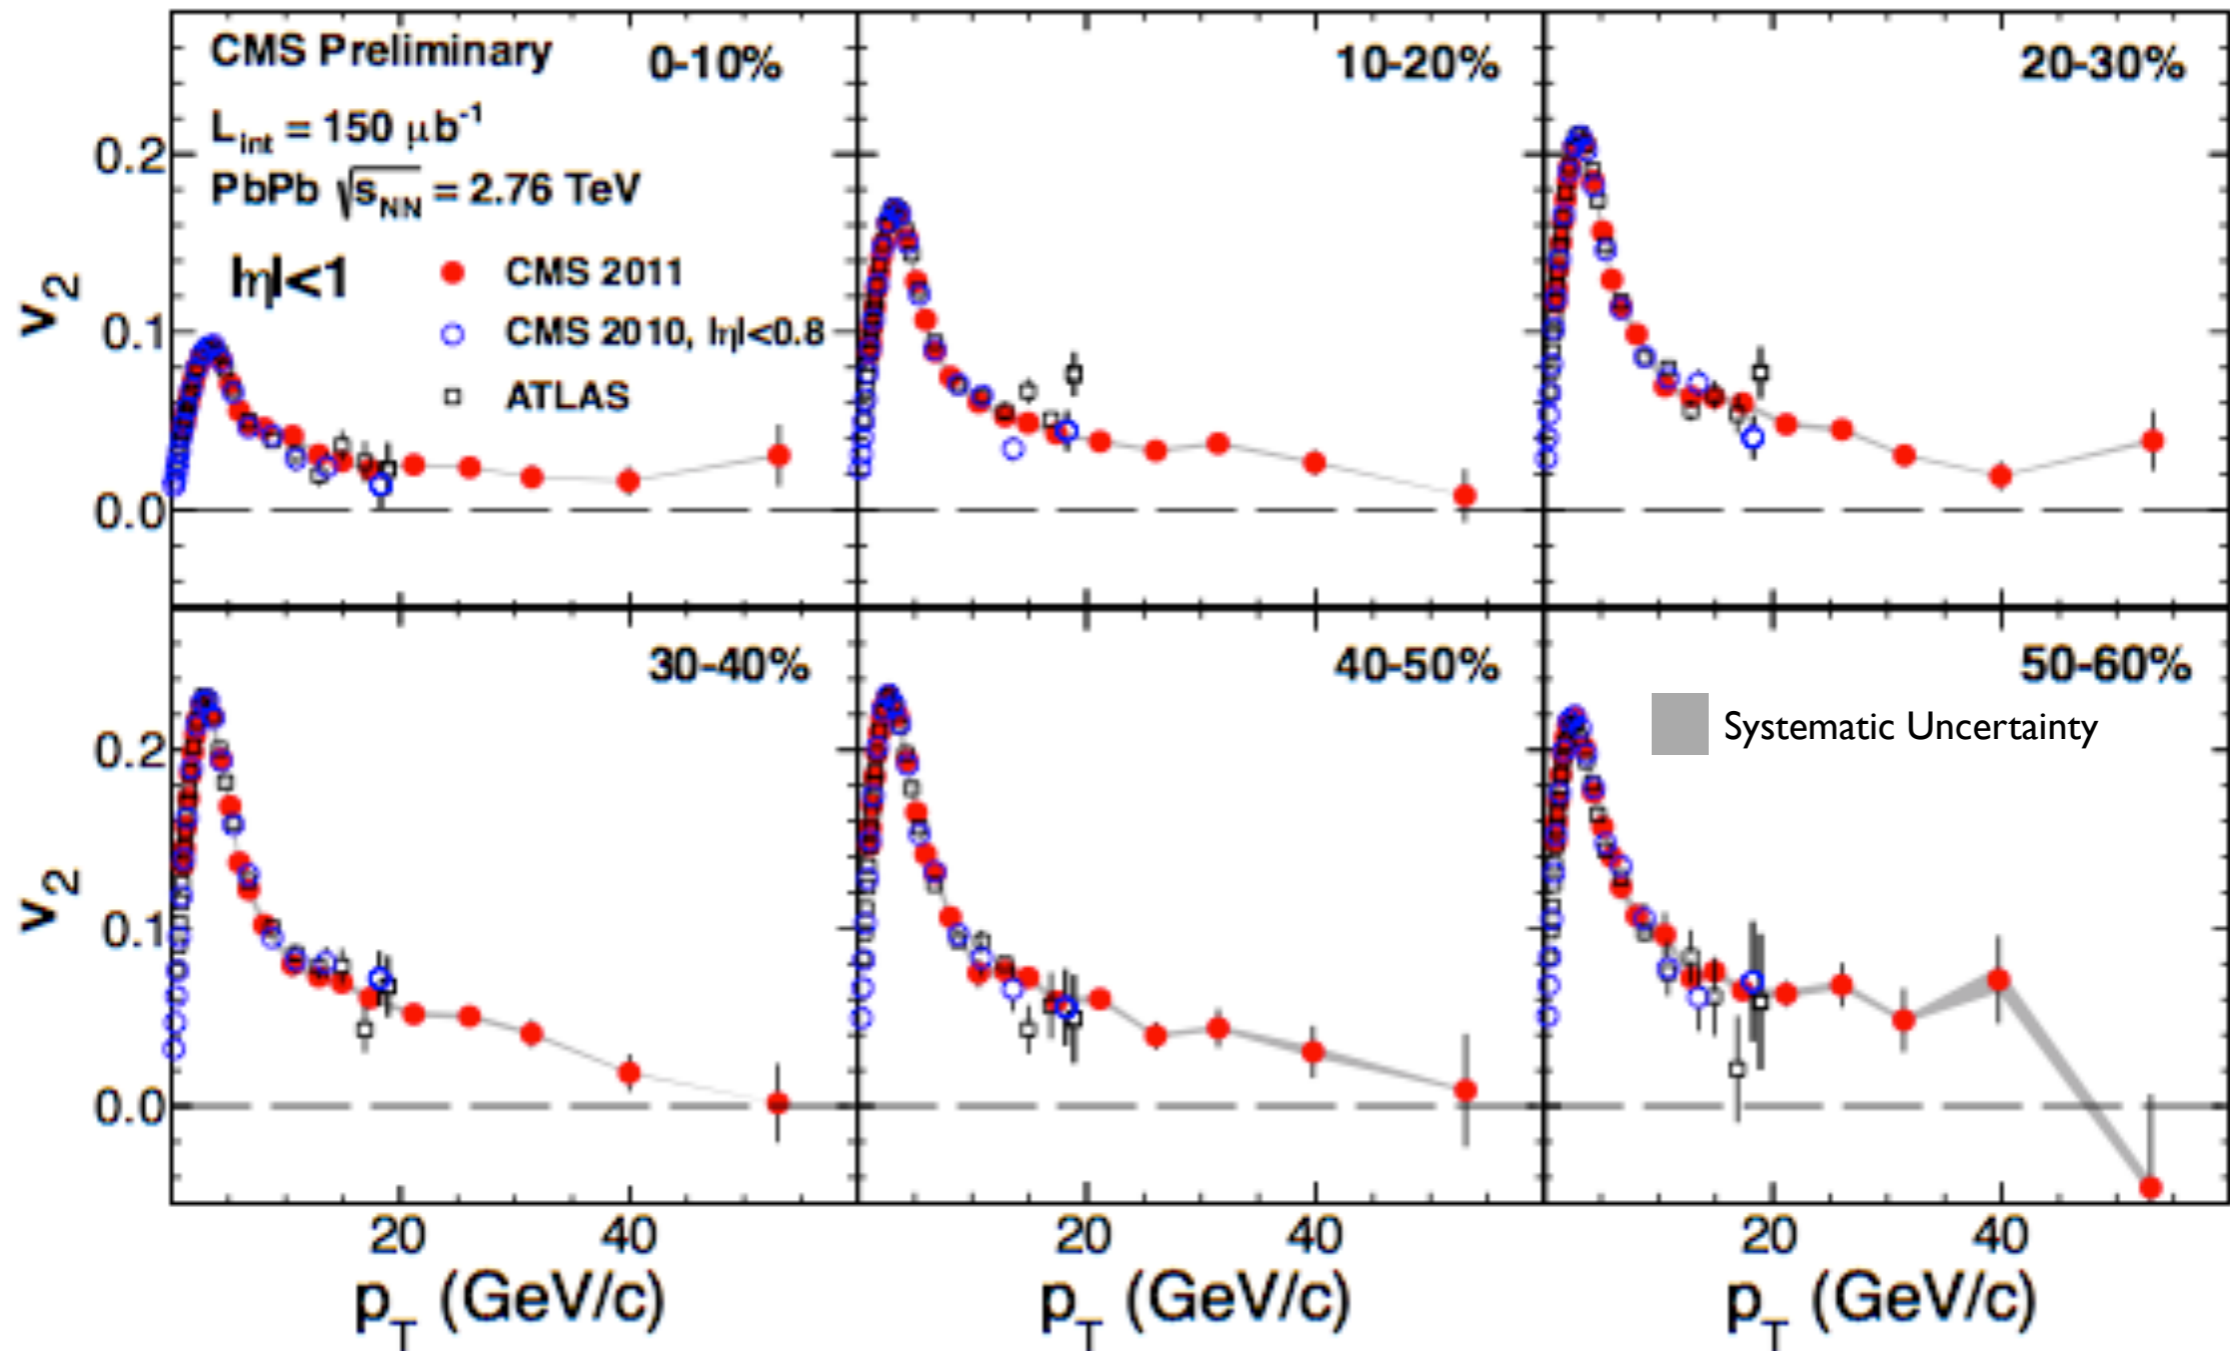 CMS Preliminary
0-10%
L_int = 150 μb^-1
PbPb √s_NN = 2.76 TeV
|η|<1
CMS 2011
CMS 2010, |η|<0.8
ATLAS
10-20%
20-30%
0.2
0.1
0.0
v_2
30-40%
40-50%
50-60%
Systematic Uncertainty
0.2
0.1
0.0
v_2
20 40
20 40
20 40
p_T (GeV/c)
p_T (GeV/c)
p_T (GeV/c)